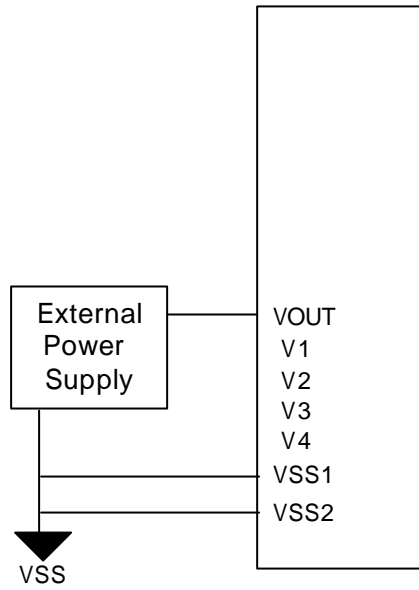 External
Power
Supply
VOUT
V1
V2
V3
V4
VSS1
VSS2
VSS